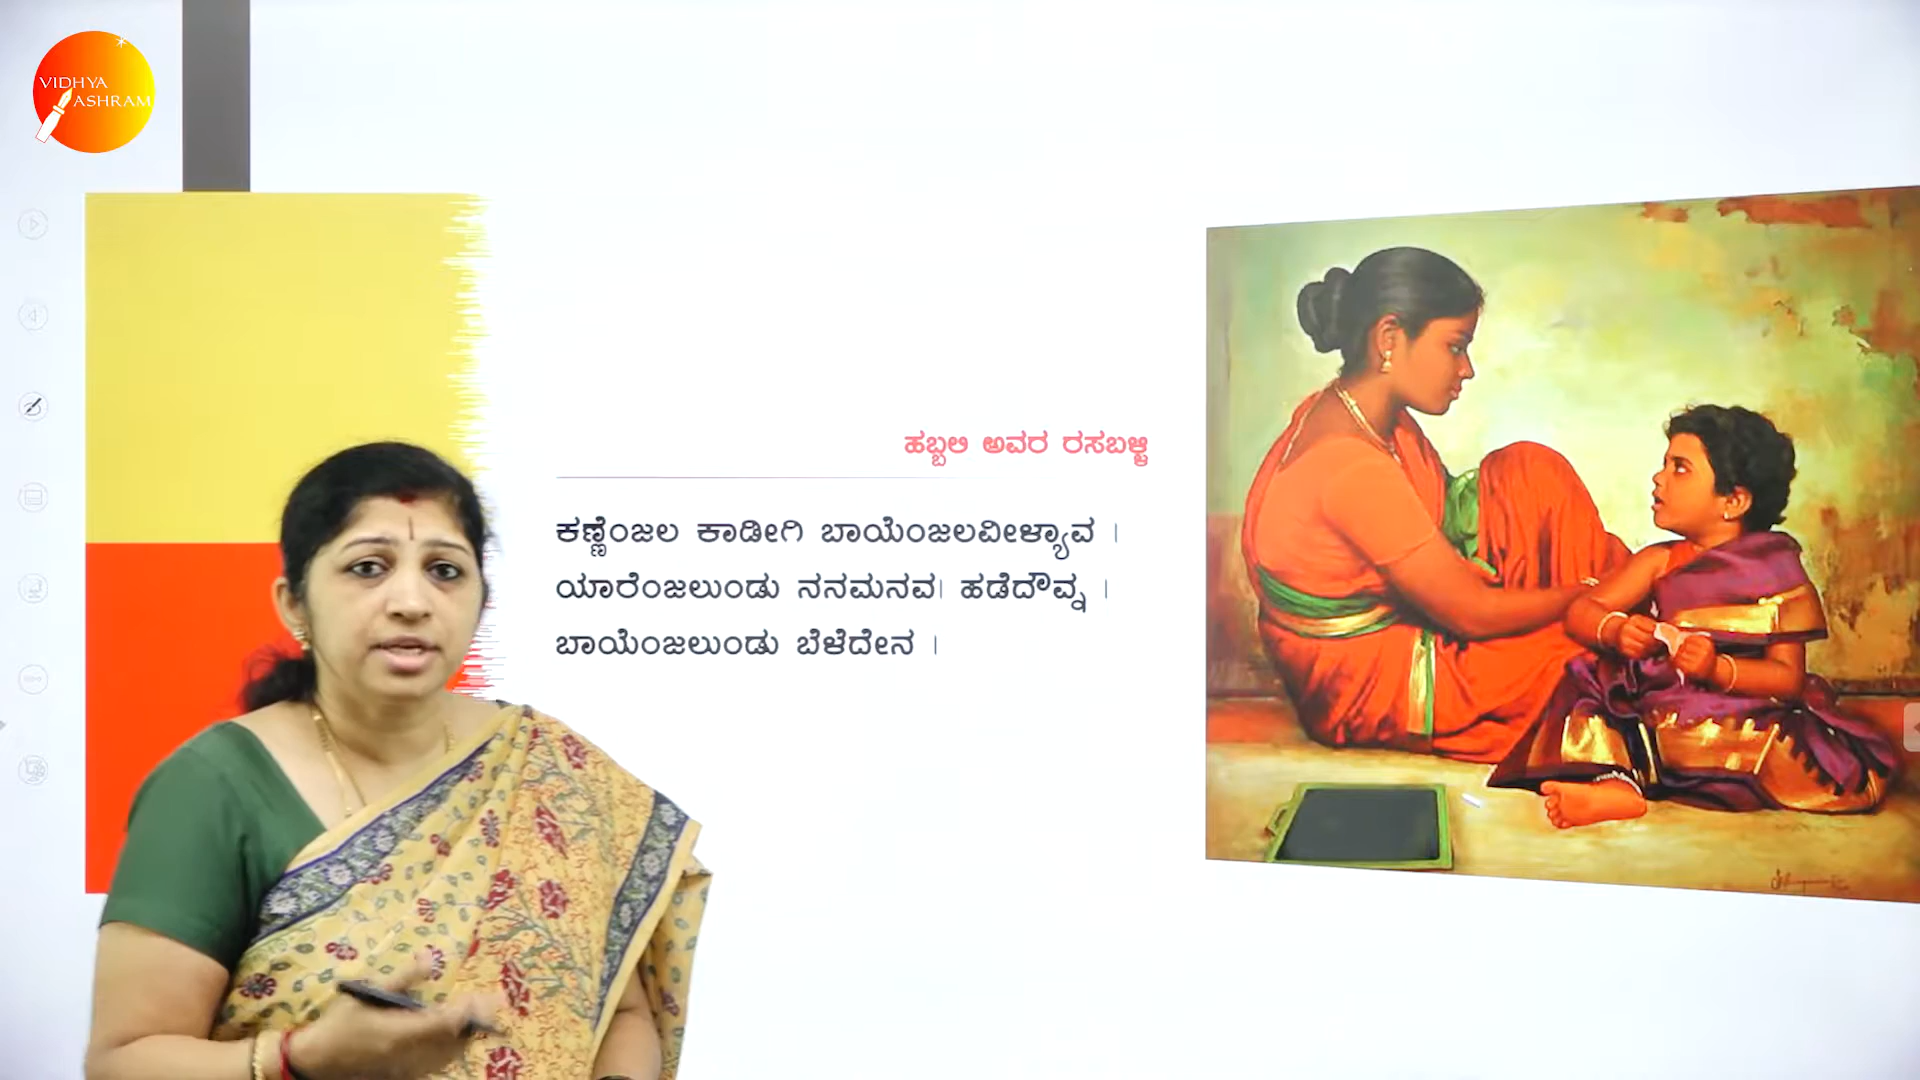 VIDHYA
ASHRAM
ಹಬ್ಬಲಿ ಅವರ ರಸಬಳ್ಳಿ
ಕಣ್ಣೆಂಜಲ ಕಾಡೀಗಿ ಬಾಯೆಂಜಲವೀಳ್ಯಾವ ।
ಯಾರೆಂಜಲುಂಡು ನನಮನವ। ಹಡೆದೌವ್ನ ।
ಬಾಯೆಂಜಲುಂಡು ಬೆಳೆದೇನ ।